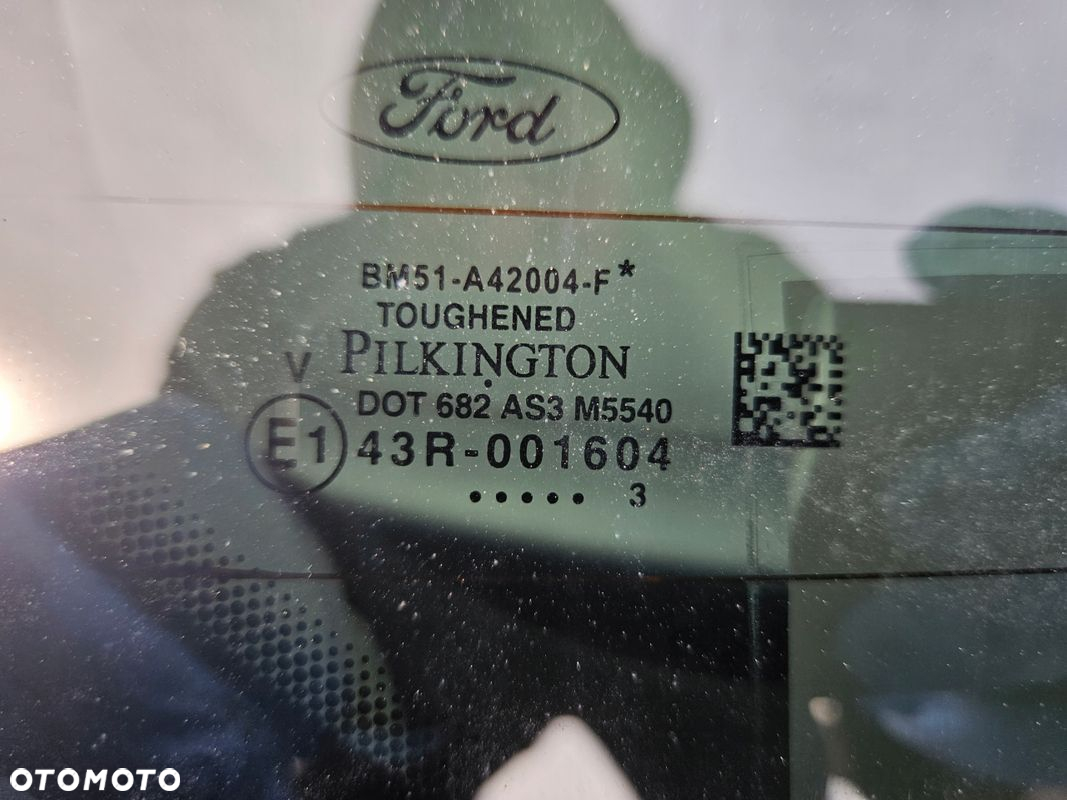 Ford
BM51-A42004-F*
TOUGHENED
V PILKINGTON
DOT 682 AS3 M5540
E1 43R-001604
..... 3
OTOMOTO